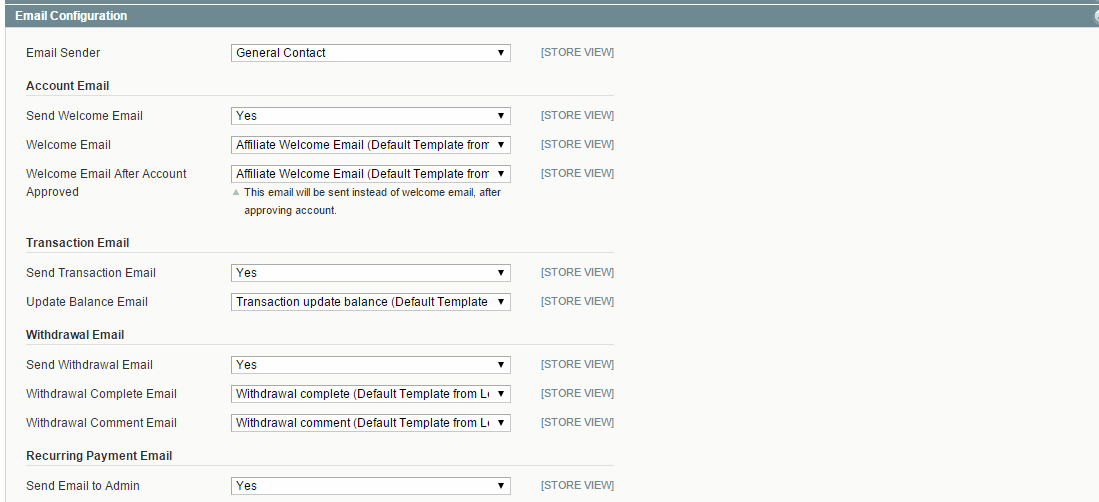 Email Configuration
Email Sender General Contact [STORE VIEW]
Account Email
Send Welcome Email Yes [STORE VIEW]
Welcome Email Affiliate Welcome Email (Default Template from [STORE VIEW]
Welcome Email After Account Affiliate Welcome Email (Default Template from [STORE VIEW]
Approved This email will be sent instead of welcome email, after
approving account.
Transaction Email
Send Transaction Email Yes [STORE VIEW]
Update Balance Email Transaction update balance (Default Template [STORE VIEW]
Withdrawal Email
Send Withdrawal Email Yes [STORE VIEW]
Withdrawal Complete Email Withdrawal complete (Default Template from [STORE VIEW]
Withdrawal Comment Email Withdrawal comment (Default Template from [STORE VIEW]
Recurring Payment Email
Send Email to Admin Yes [STORE VIEW]